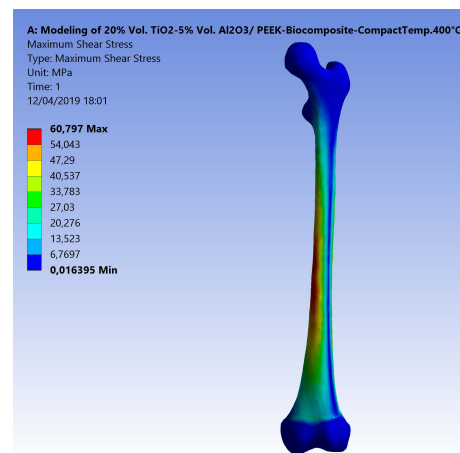 A: Modeling of 20% Vol. TiO2-5% Vol. Al2O3/ PEEK-Biocomposite-CompactTemp.400°C
Maximum Shear Stress
Type: Maximum Shear Stress
Unit: MPa
Time: 1
12/04/2019 18:01
60,797 Max
54,043
47,29
40,537
33,783
27,03
20,276
13,523
6,7697
0,016395 Min